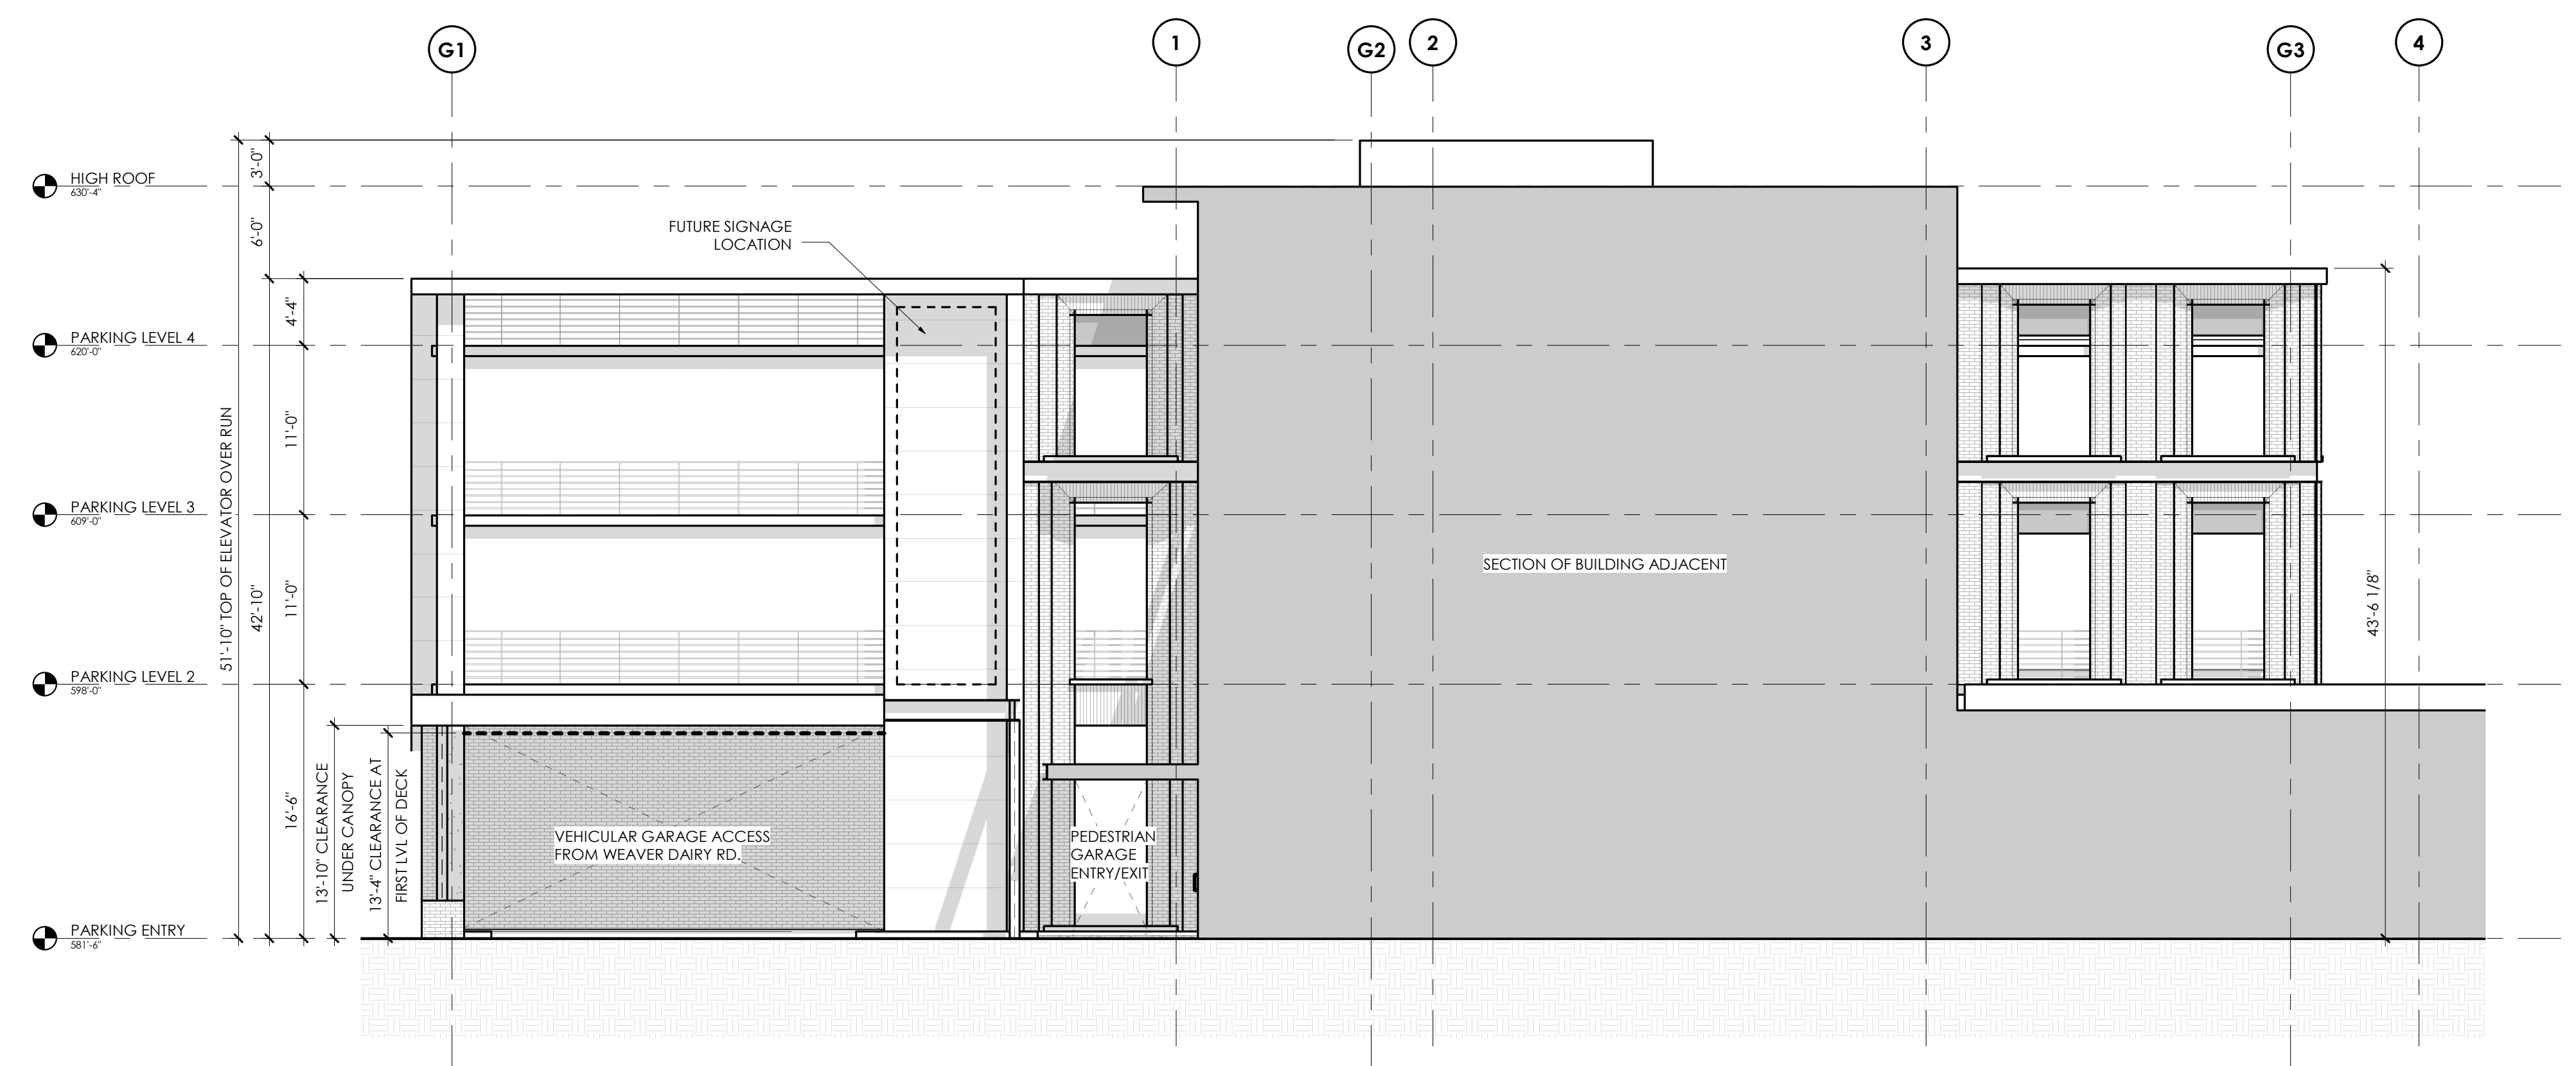 G1
1
G2
2
3
G3
4
HIGH ROOF
630'-4"
PARKING LEVEL 4
620'-0"
PARKING LEVEL 3
609'-0"
PARKING LEVEL 2
598'-0"
PARKING ENTRY
581'-6"
51'-10" TOP OF ELEVATOR OVER RUN
3'-0"
6'-0"
42'-10"
4'-4"
11'-0"
11'-0"
16'-6"
13'-10" CLEARANCE
UNDER CANOPY
13'-4" CLEARANCE AT
FIRST LVL OF DECK
FUTURE SIGNAGE
LOCATION
VEHICULAR GARAGE ACCESS
FROM WEAVER DAIRY RD.
PEDESTRIAN
GARAGE
ENTRY/EXIT
SECTION OF BUILDING ADJACENT
43'-6 1/8"